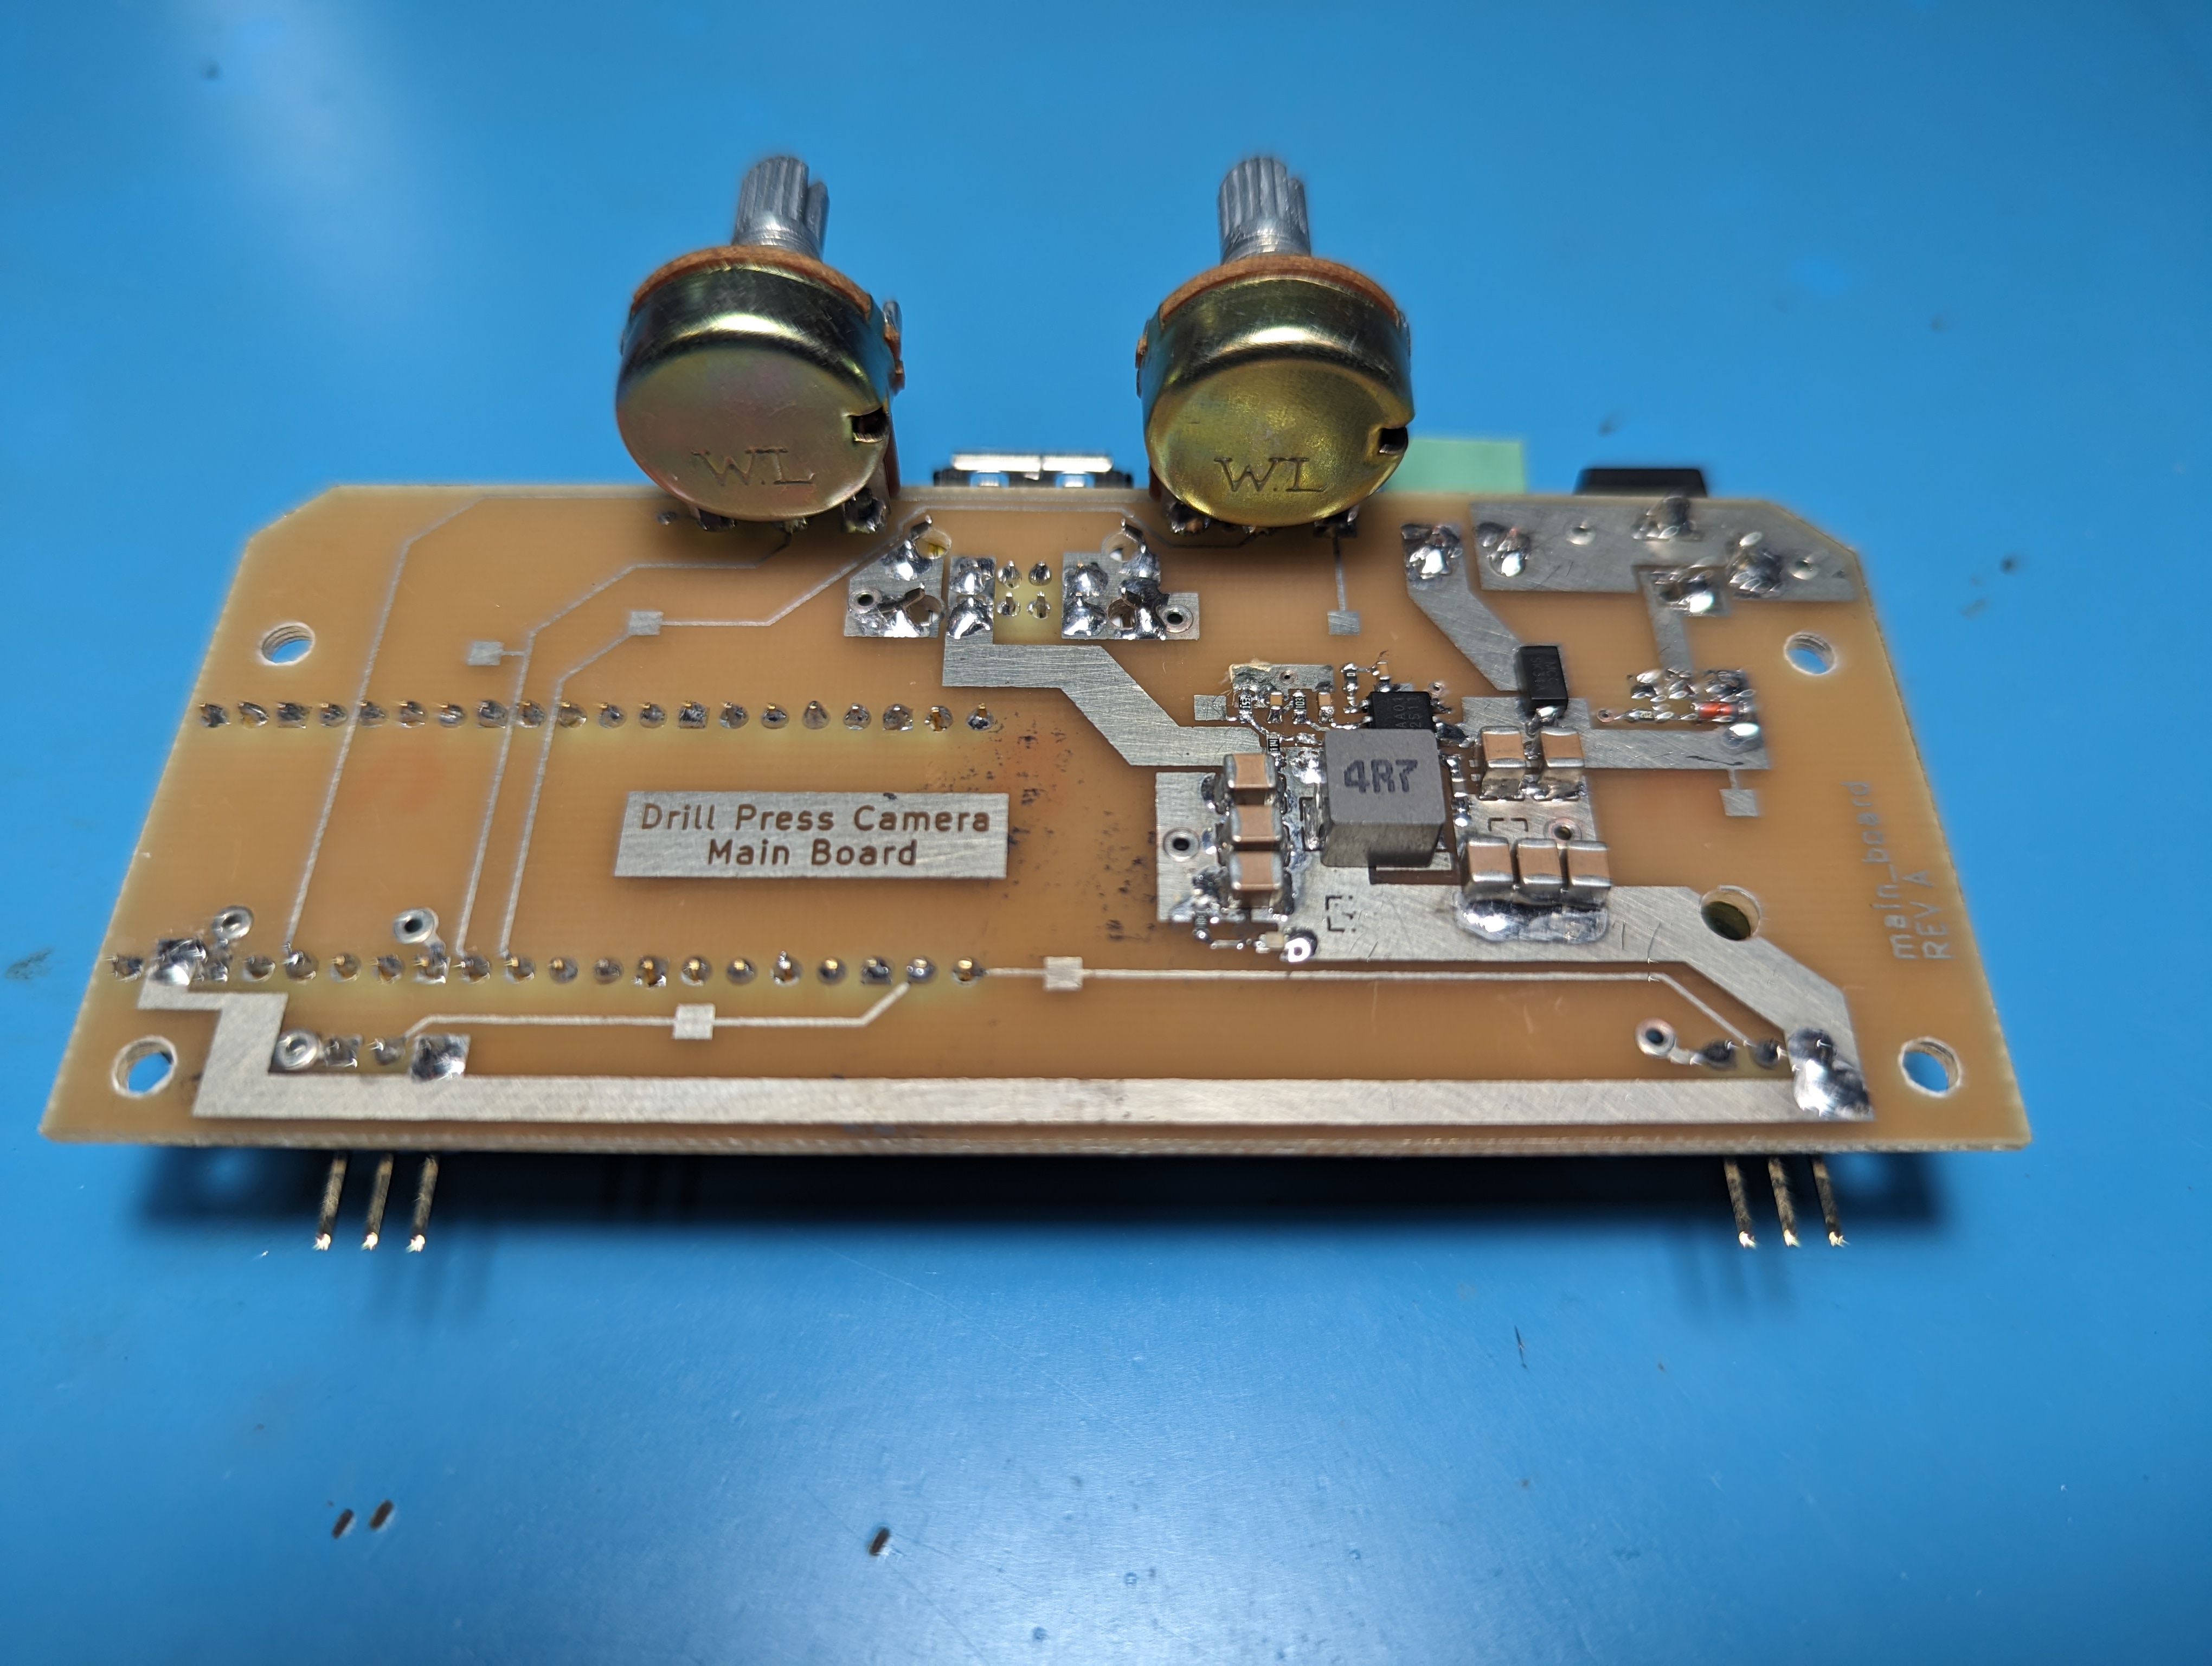 W.L
W.L
4R7
Drill Press Camera
Main Board
main_board
REV A